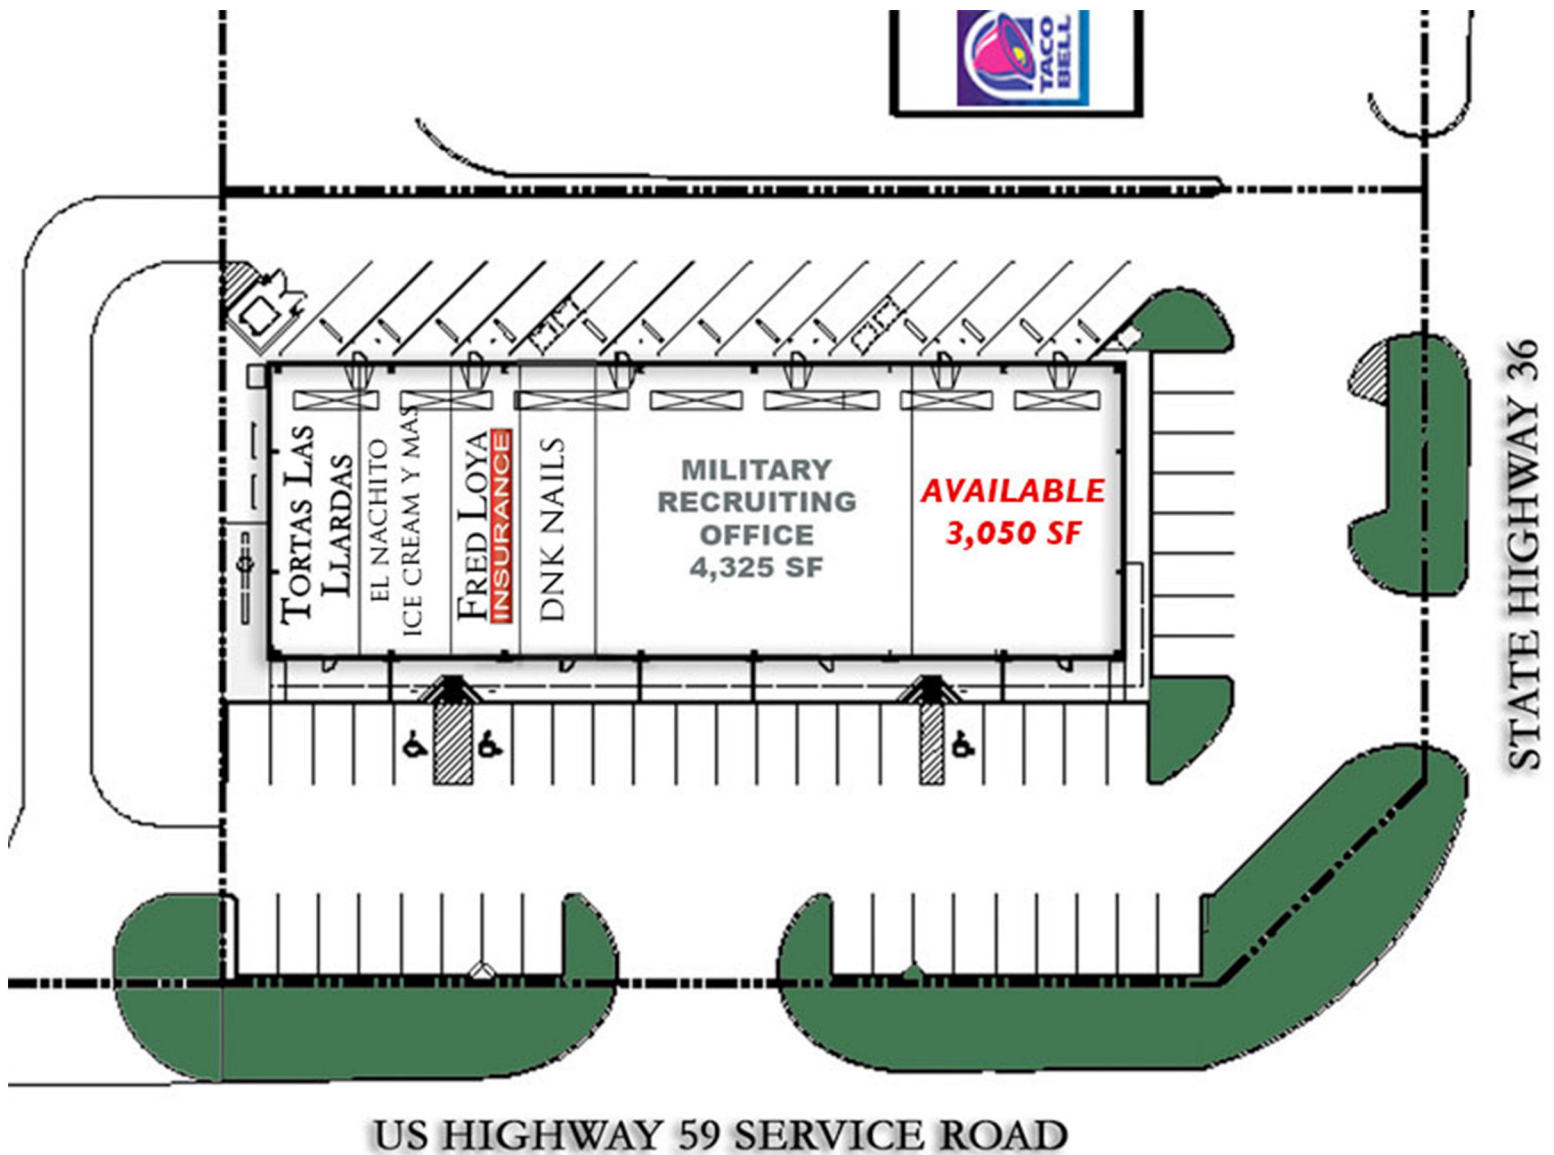 TACO
BELL
TORTAS LAS
LLARDAS
EL NACHITO
ICE CREAM Y MAS
FRED LOYA
INSURANCE
DNK NAILS
MILITARY
RECRUITING
OFFICE
4,325 SF
AVAILABLE
3,050 SF
STATE HIGHWAY 36
US HIGHWAY 59 SERVICE ROAD